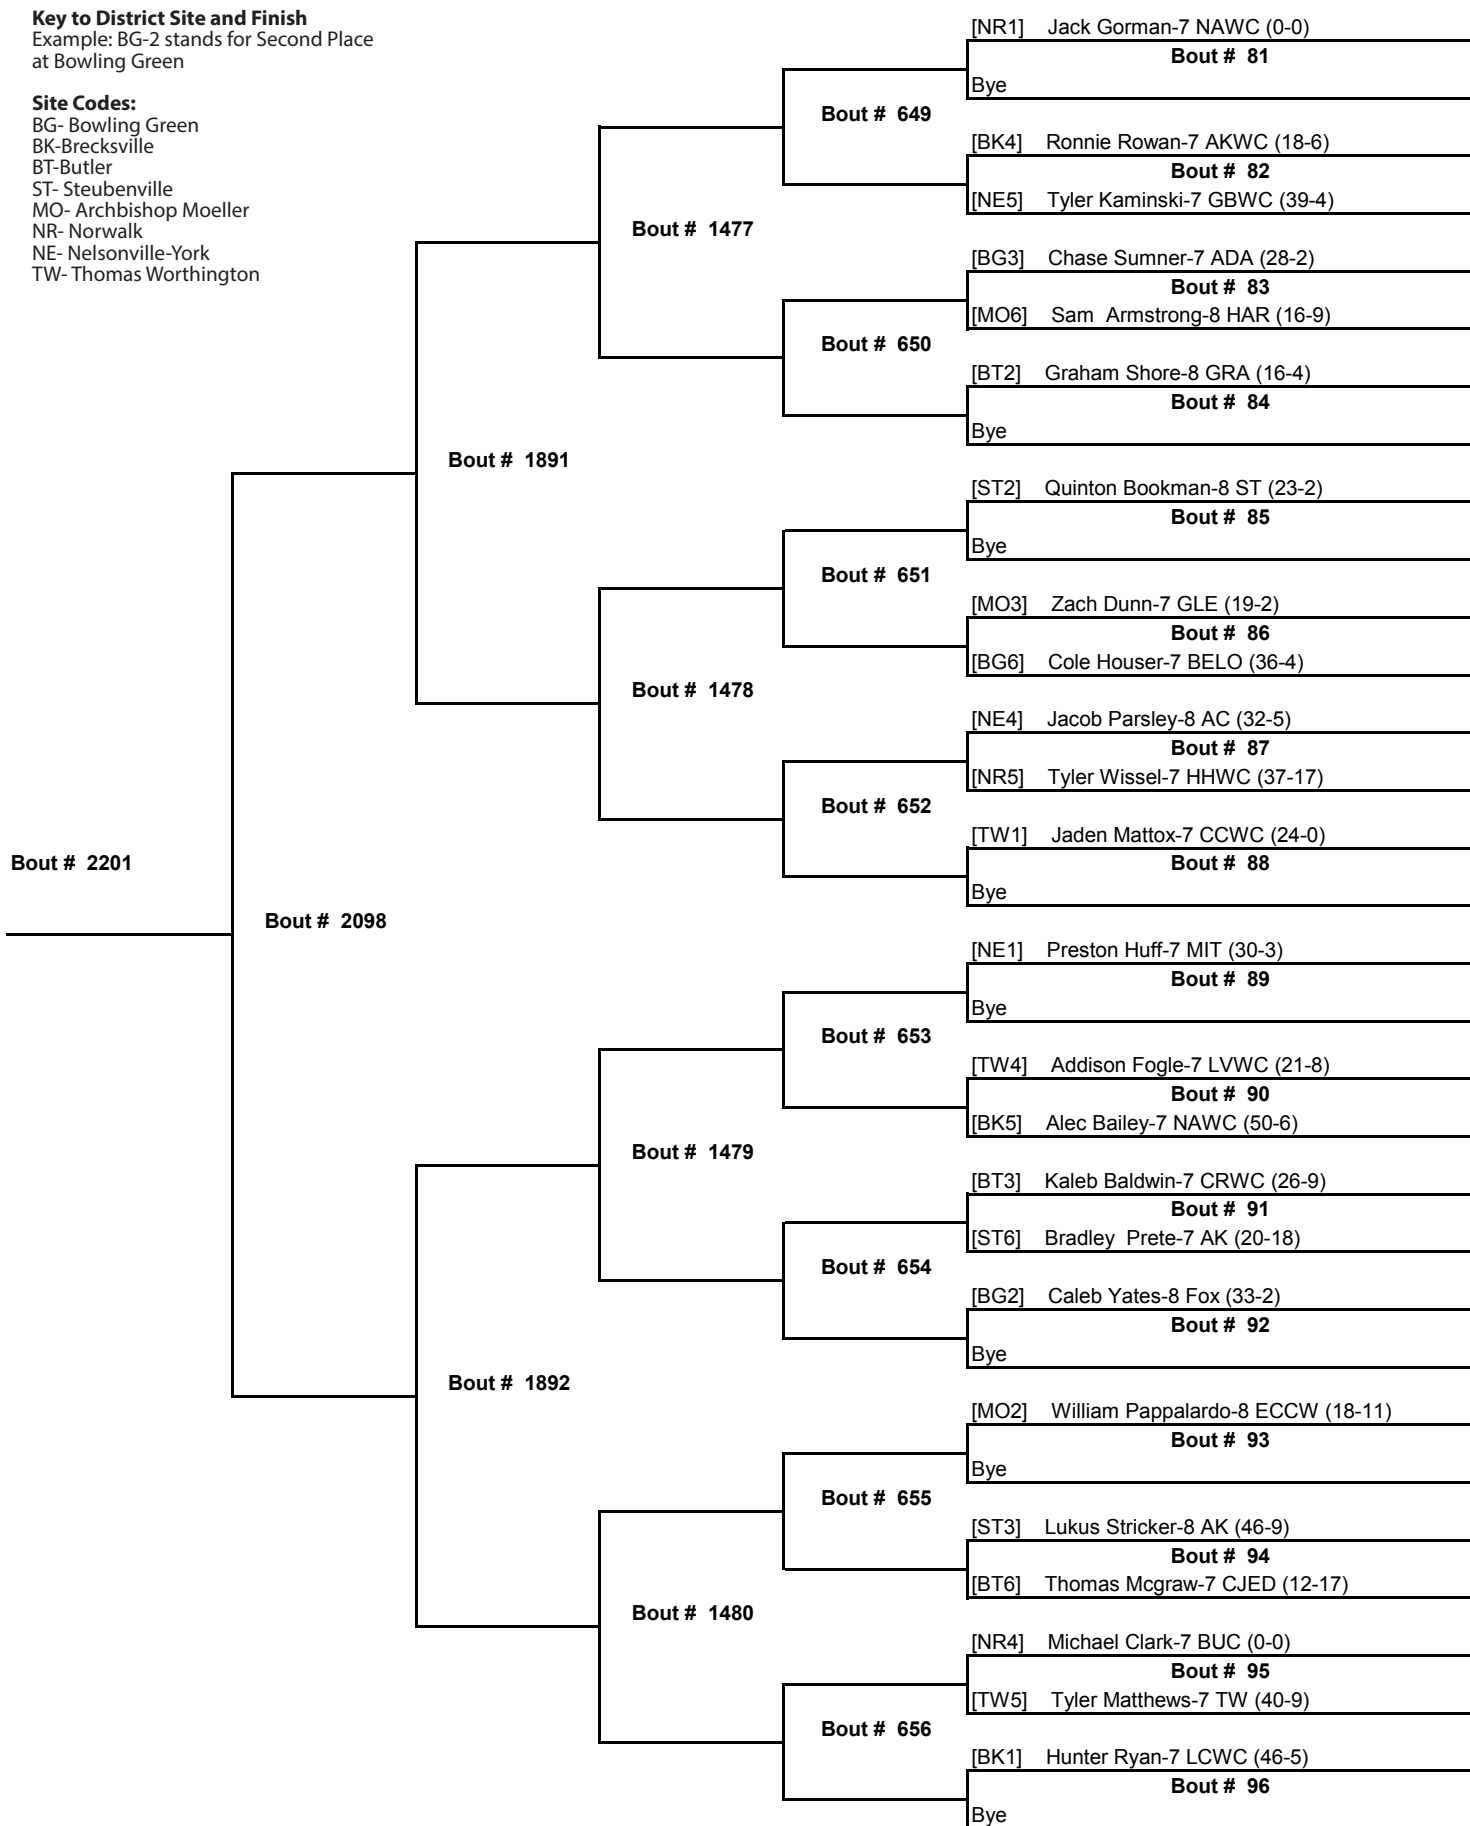 Key to District Site and Finish
Example: BG-2 stands for Second Place
at Bowling Green
Site Codes:
BG- Bowling Green
BK-Brecksville
BT-Butler
ST- Steubenville
MO- Archbishop Moeller
NR- Norwalk
NE- Nelsonville-York
TW- Thomas Worthington
[NR1] Jack Gorman-7 NAWC (0-0)
Bout # 81
Bye
Bout # 649
[BK4] Ronnie Rowan-7 AKWC (18-6)
Bout # 82
[NE5] Tyler Kaminski-7 GBWC (39-4)
Bout # 1477
[BG3] Chase Sumner-7 ADA (28-2)
Bout # 83
[MO6] Sam Armstrong-8 HAR (16-9)
Bout # 650
[BT2] Graham Shore-8 GRA (16-4)
Bout # 84
Bye
Bout # 1891
[ST2] Quinton Bookman-8 ST (23-2)
Bout # 85
Bye
Bout # 651
[MO3] Zach Dunn-7 GLE (19-2)
Bout # 86
[BG6] Cole Houser-7 BELO (36-4)
Bout # 1478
[NE4] Jacob Parsley-8 AC (32-5)
Bout # 87
[NR5] Tyler Wissel-7 HHWC (37-17)
Bout # 652
[TW1] Jaden Mattox-7 CCWC (24-0)
Bout # 88
Bye
Bout # 2201
Bout # 2098
[NE1] Preston Huff-7 MIT (30-3)
Bout # 89
Bye
Bout # 653
[TW4] Addison Fogle-7 LVWC (21-8)
Bout # 90
[BK5] Alec Bailey-7 NAWC (50-6)
Bout # 1479
[BT3] Kaleb Baldwin-7 CRWC (26-9)
Bout # 91
[ST6] Bradley Prete-7 AK (20-18)
Bout # 654
[BG2] Caleb Yates-8 Fox (33-2)
Bout # 92
Bye
Bout # 1892
[MO2] William Pappalardo-8 ECCW (18-11)
Bout # 93
Bye
Bout # 655
[ST3] Lukus Stricker-8 AK (46-9)
Bout # 94
[BT6] Thomas Mcgraw-7 CJED (12-17)
Bout # 1480
[NR4] Michael Clark-7 BUC (0-0)
Bout # 95
[TW5] Tyler Matthews-7 TW (40-9)
Bout # 656
[BK1] Hunter Ryan-7 LCWC (46-5)
Bout # 96
Bye